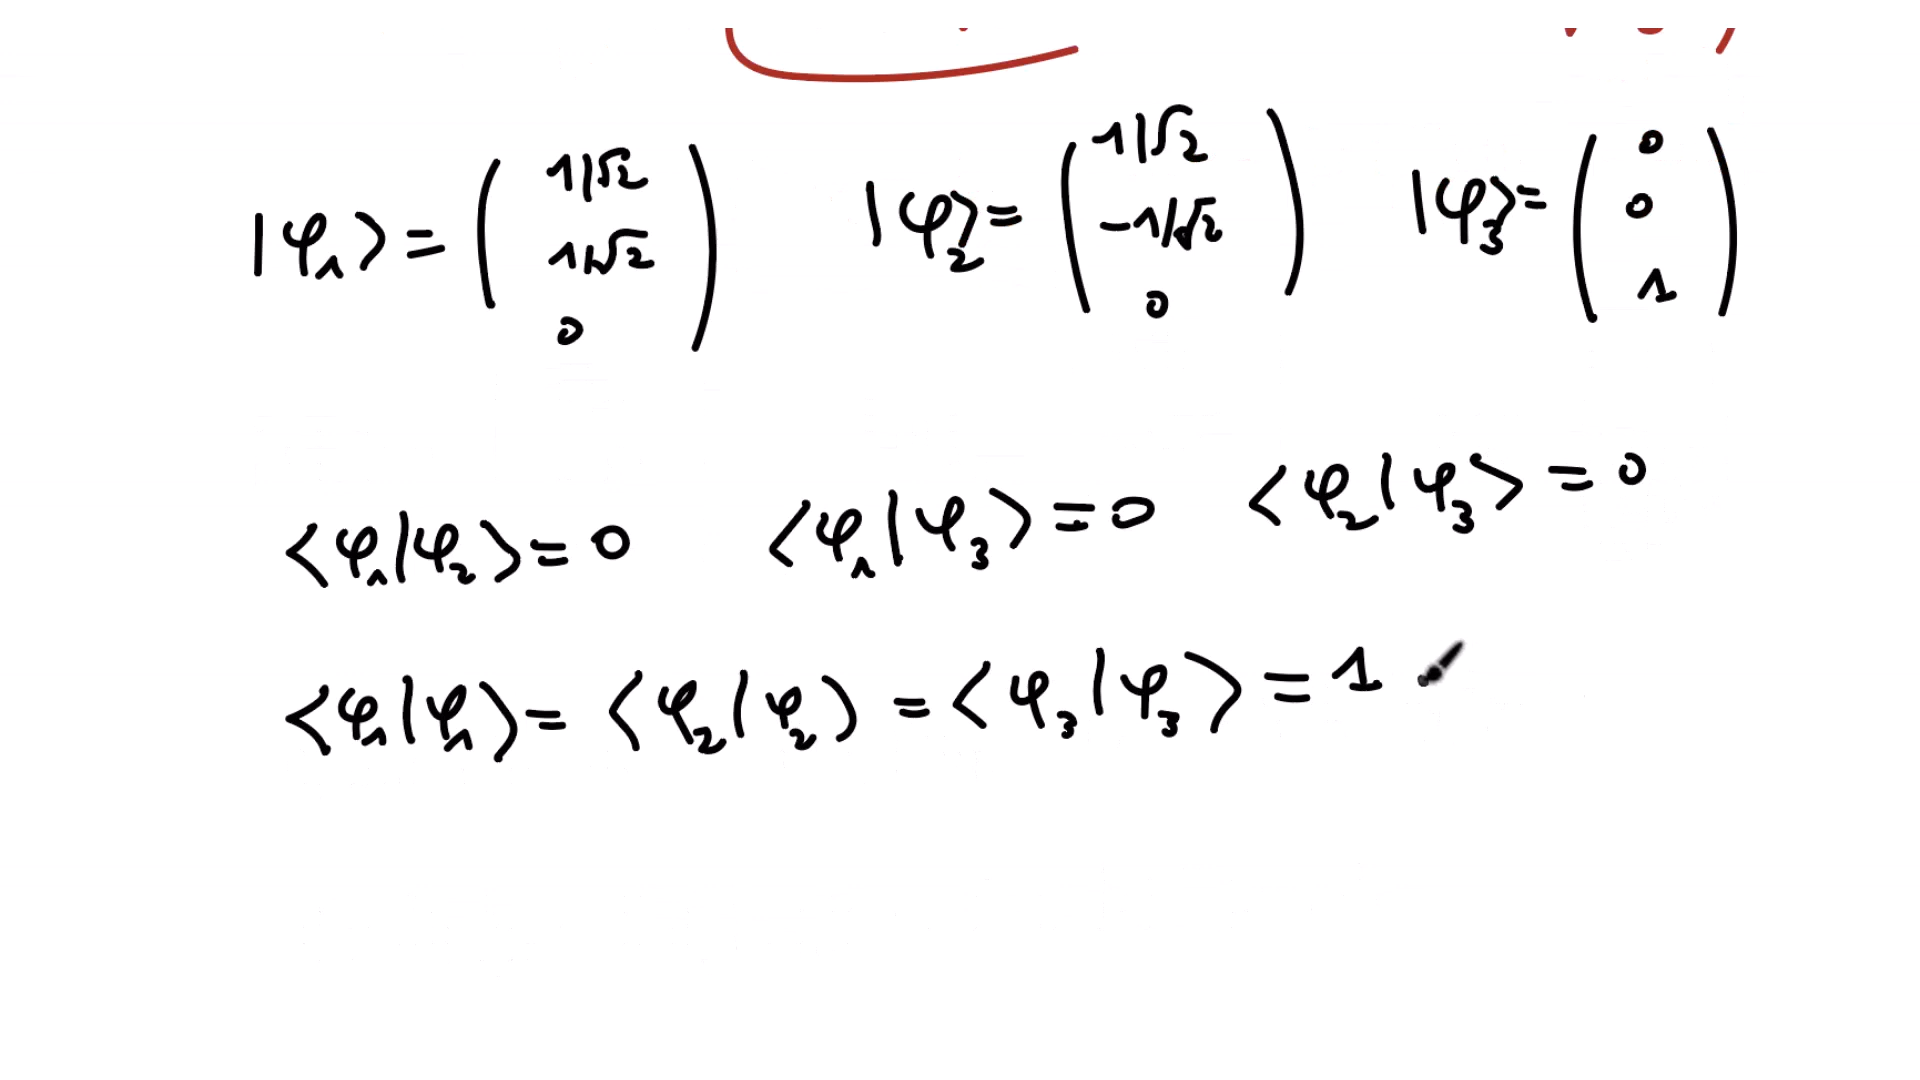 |φ₁⟩ = ( 1/√2 1/√2 0 ) |φ₂⟩ = ( 1/√2 -1/√2 0 ) |φ₃⟩ = ( 0 0 1 )
⟨φ₁|φ₂⟩ = 0 ⟨φ₁|φ₃⟩ = 0 ⟨φ₂|φ₃⟩ = 0
⟨φ₁|φ₁⟩ = ⟨φ₂|φ₂⟩ = ⟨φ₃|φ₃⟩ = 1